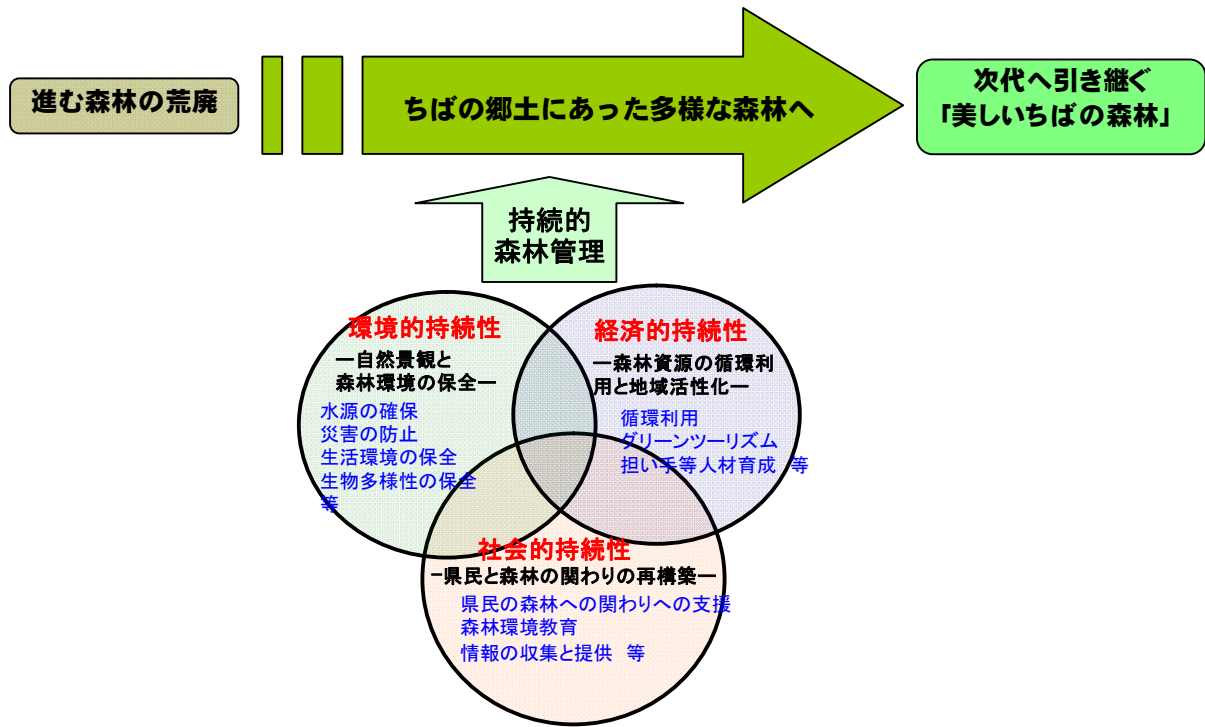 進む森林の荒廃
ちばの郷土にあった多様な森林へ
次代へ引き継ぐ
「美しいちばの森林」
持続的
森林管理
環境的持続性
ー自然景観と
森林環境の保全ー
水源の確保
災害の防止
生活環境の保全
生物多様性の保全
等
経済的持続性
ー森林資源の循環利
用と地域活性化ー
循環利用
グリーンツーリズム
担い手等人材育成 等
社会的持続性
−県民と森林の関わりの再構築ー
県民の森林への関わりへの支援
森林環境教育
情報の収集と提供 等